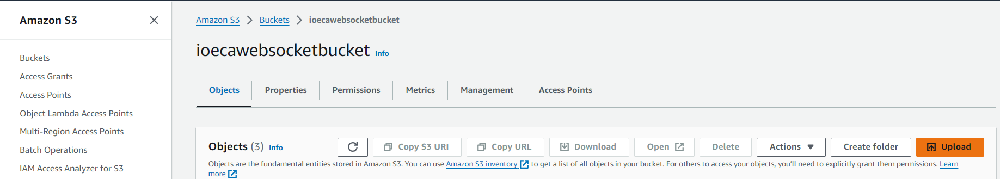 Amazon S3
Buckets
Access Grants
Access Points
Object Lambda Access Points
Multi-Region Access Points
Batch Operations
IAM Access Analyzer for S3
Amazon S3 > Buckets > ioecawebsocketbucket
ioecawebsocketbucket Info
Objects Properties Permissions Metrics Management Access Points
Objects (3) Info Copy S3 URI Copy URL Download Open Delete Actions Create folder Upload
Objects are the fundamental entities stored in Amazon S3. You can use Amazon S3 inventory to get a list of all objects in your bucket. For others to access your objects, you’ll need to explicitly grant them permissions. Learn
more